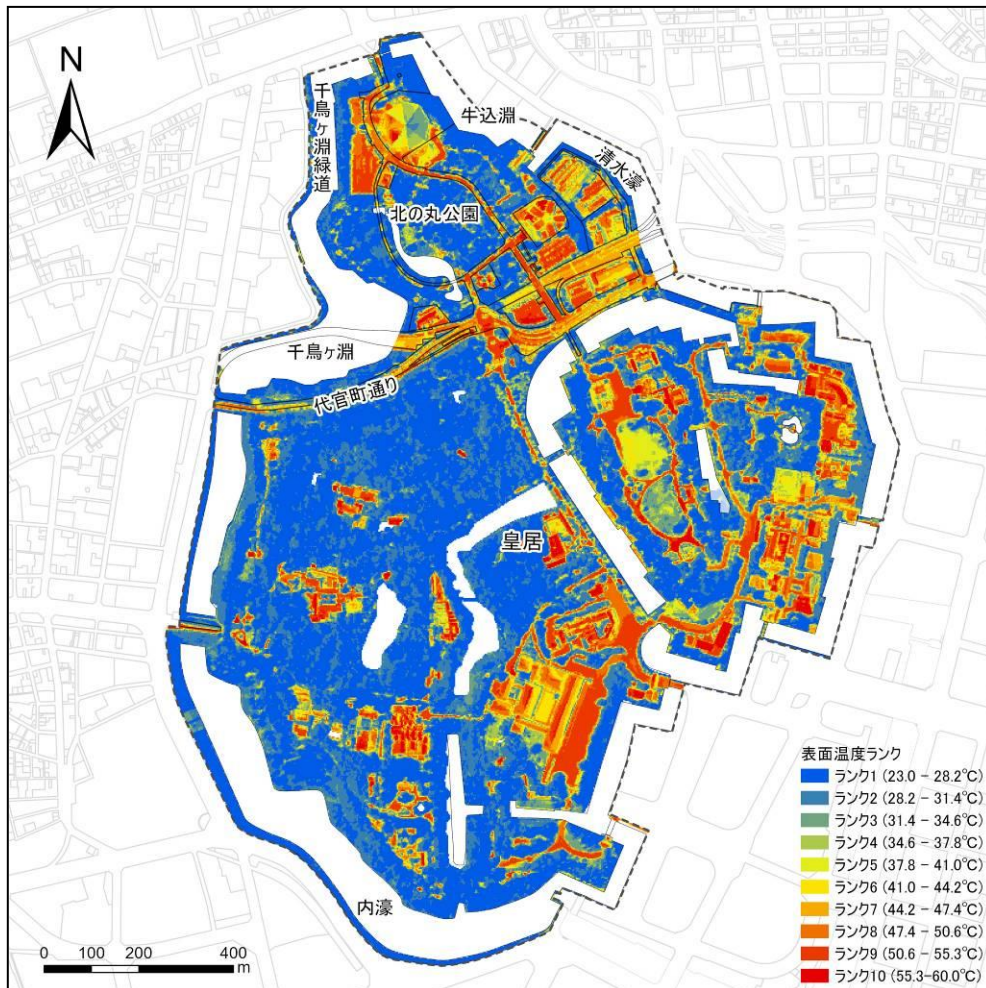 N
千鳥ヶ淵緑道
牛込淵
清水濠
北の丸公園
千鳥ヶ淵
代官町通り
皇居
内濠
0 100 200 400
m
表面温度ランク
ランク1 (23.0 − 28.2℃)
ランク2 (28.2 − 31.4℃)
ランク3 (31.4 − 34.6℃)
ランク4 (34.6 − 37.8℃)
ランク5 (37.8 − 41.0℃)
ランク6 (41.0 − 44.2℃)
ランク7 (44.2 − 47.4℃)
ランク8 (47.4 − 50.6℃)
ランク9 (50.6 − 55.3℃)
ランク10 (55.3-60.0℃)